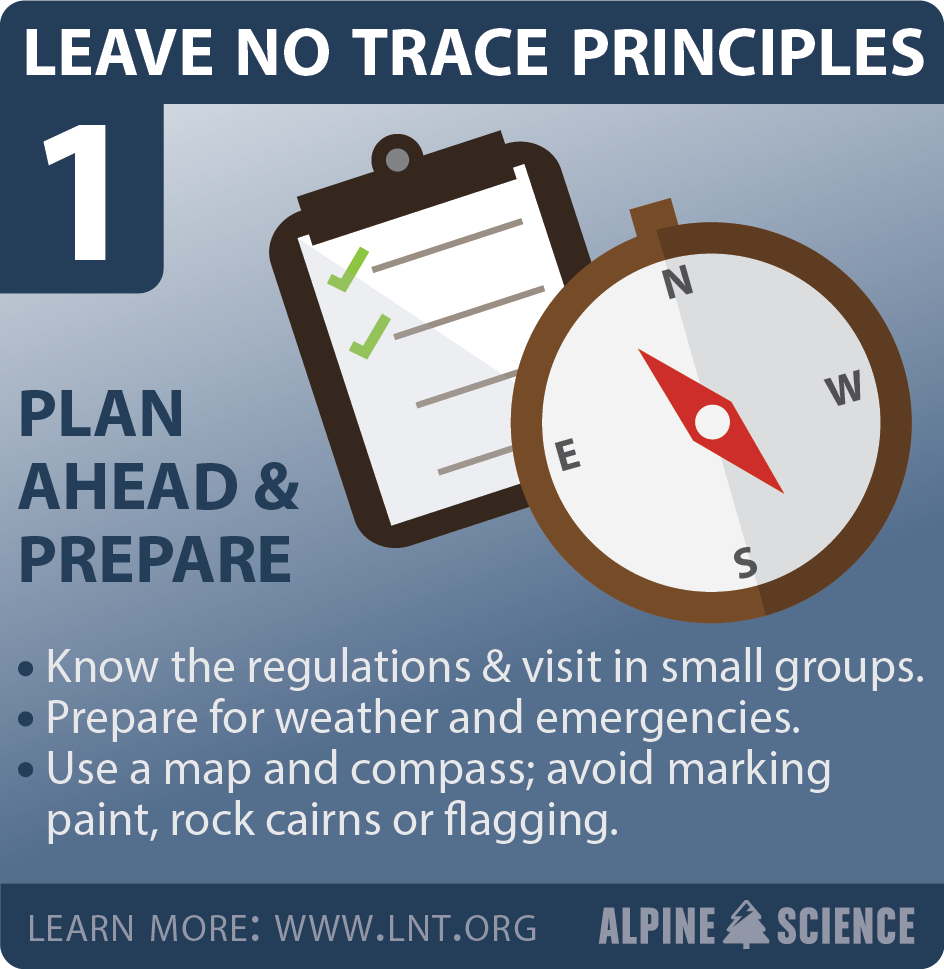 LEAVE NO TRACE PRINCIPLES
1
N
W
E
S
PLAN
AHEAD &
PREPARE
• Know the regulations & visit in small groups.
• Prepare for weather and emergencies.
• Use a map and compass; avoid marking
paint, rock cairns or flagging.
LEARN MORE: WWW.LNT.ORG
ALPINE SCIENCE